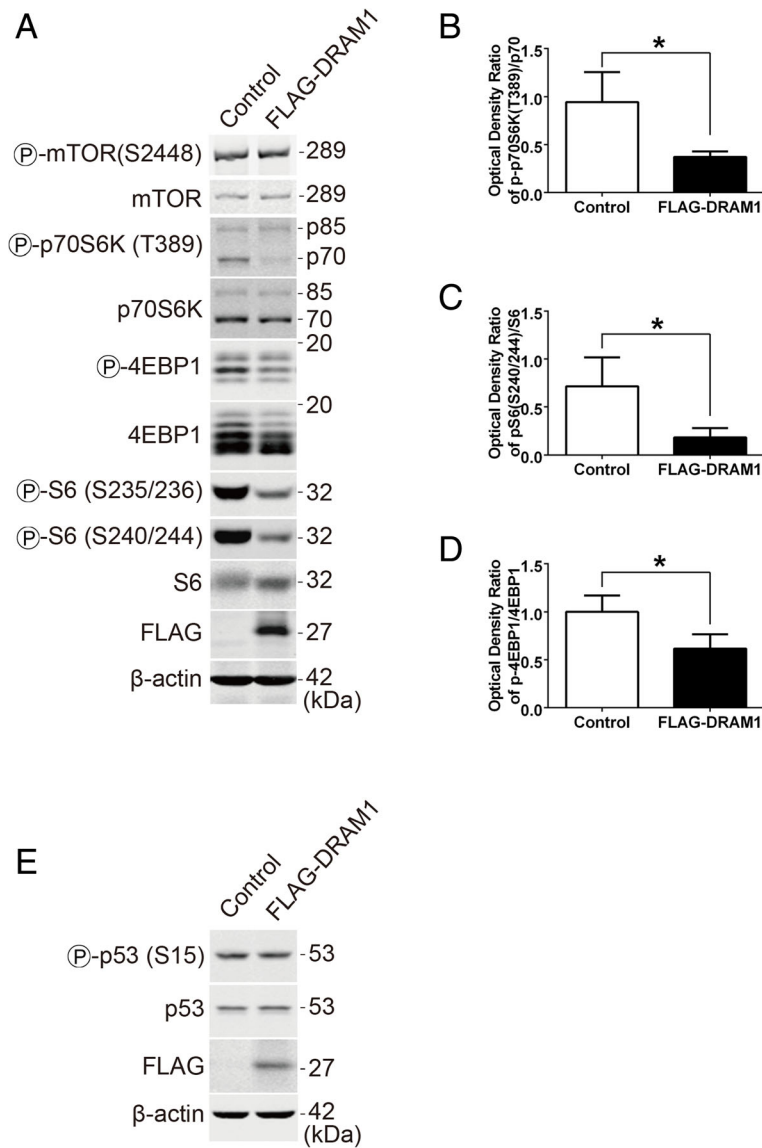 A
Control
FLAG-DRAM1
Ⓟ-mTOR(S2448)
-289
mTOR
-289
Ⓟ-p70S6K (T389)
-p85
-p70
p70S6K
-85
-70
Ⓟ-4EBP1
-20
4EBP1
-20
Ⓟ-S6 (S235/236)
-32
Ⓟ-S6 (S240/244)
-32
S6
-32
FLAG
-27
β-actin
-42
(kDa)
B
Optical Density Ratio
of p-p70S6K(T389)/p70
1.5
1.0
0.5
0.0
*
Control
FLAG-DRAM1
C
Optical Density Ratio
of pS6(S240/244)/S6
1.5
1.0
0.5
0.0
*
Control
FLAG-DRAM1
D
Optical Density Ratio
of p-4EBP1/4EBP1
1.5
1.0
0.5
0.0
*
Control
FLAG-DRAM1
E
Control
FLAG-DRAM1
Ⓟ-p53 (S15)
-53
p53
-53
FLAG
-27
β-actin
-42
(kDa)